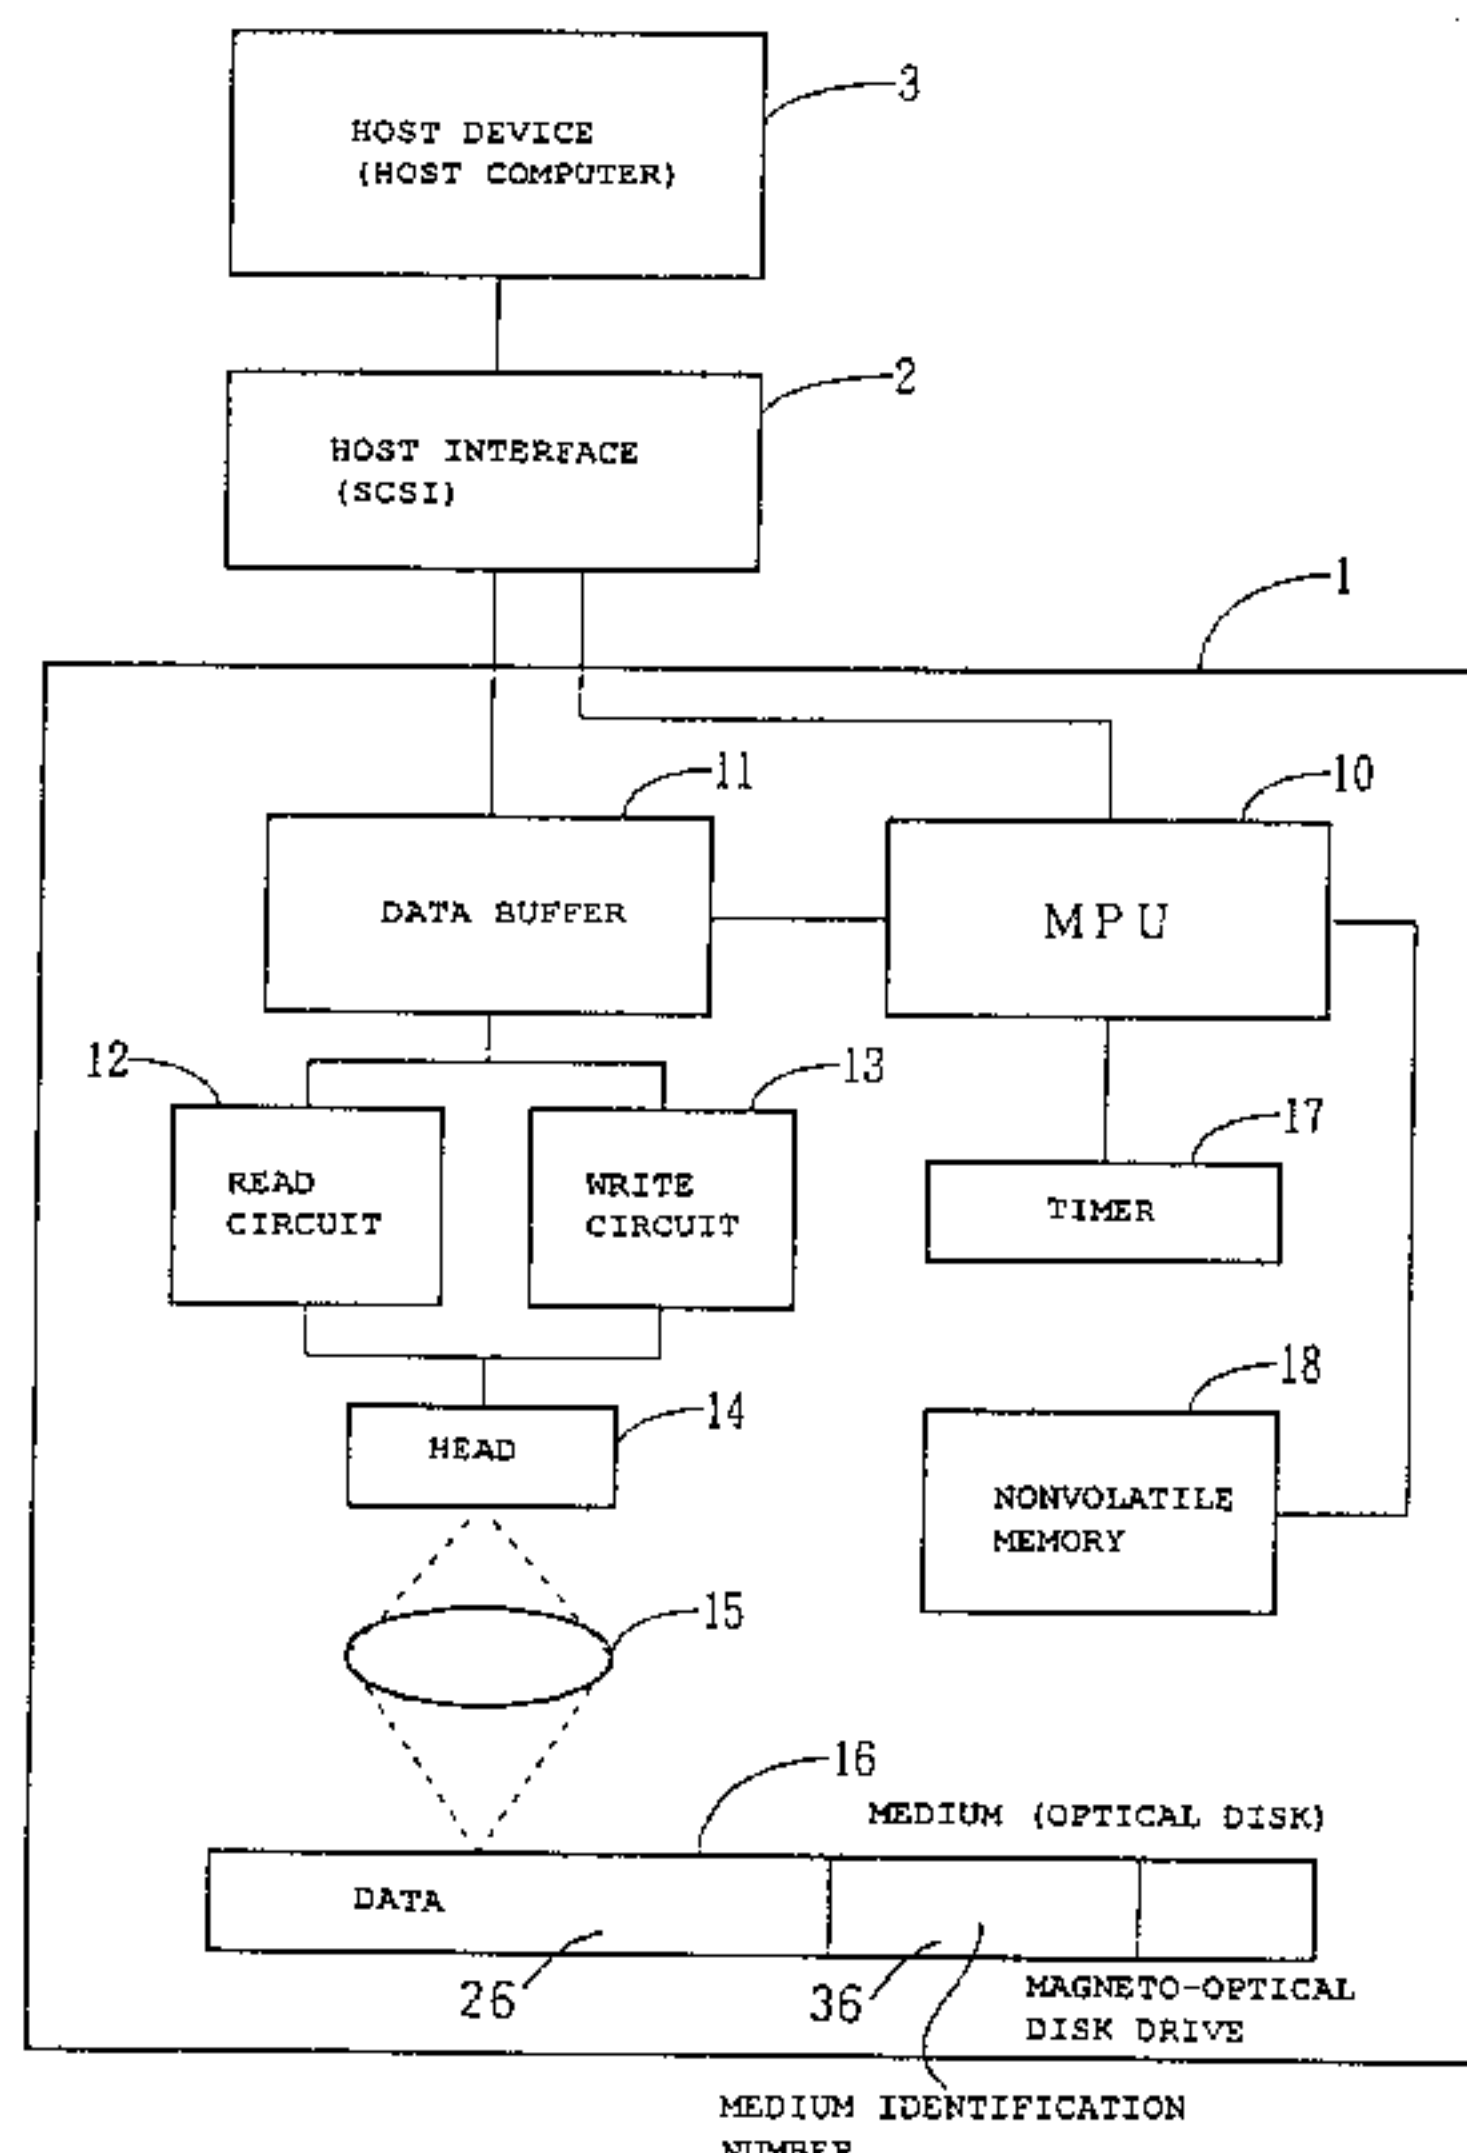 3
HOST DEVICE
(HOST COMPUTER)
2
HOST INTERFACE
(SCSI)
1
11
10
DATA BUFFER
MPU
12
13
17
READ
CIRCUIT
WRITE
CIRCUIT
TIMER
18
14
HEAD
NONVOLATILE
MEMORY
15
16
MEDIUM (OPTICAL DISK)
DATA
26
36
MAGNETO-OPTICAL
DISK DRIVE
MEDIUM IDENTIFICATION
NUMBER